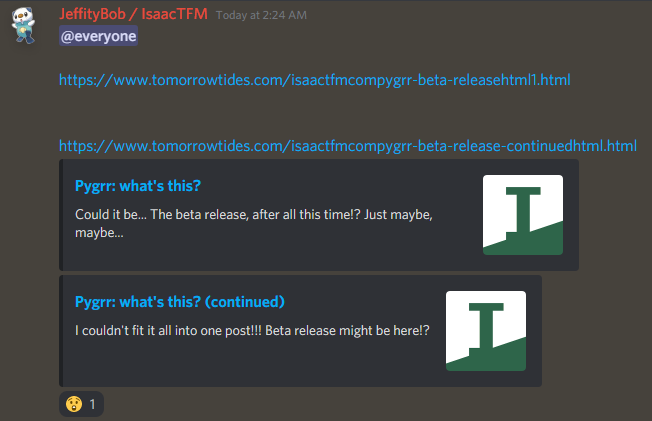 JeffityBob / IsaacTFM Today at 2:24 AM
@everyone
https://www.tomorrowtides.com/isaactfmcompygrr-beta-releasehtml1.html
https://www.tomorrowtides.com/isaactfmcompygrr-beta-release-continuedhtml.html
Pygrr: what's this?
Could it be... The beta release, after all this time!? Just maybe,
maybe...
Pygrr: what's this? (continued)
I couldn't fit it all into one post!!! Beta release might be here!?
1